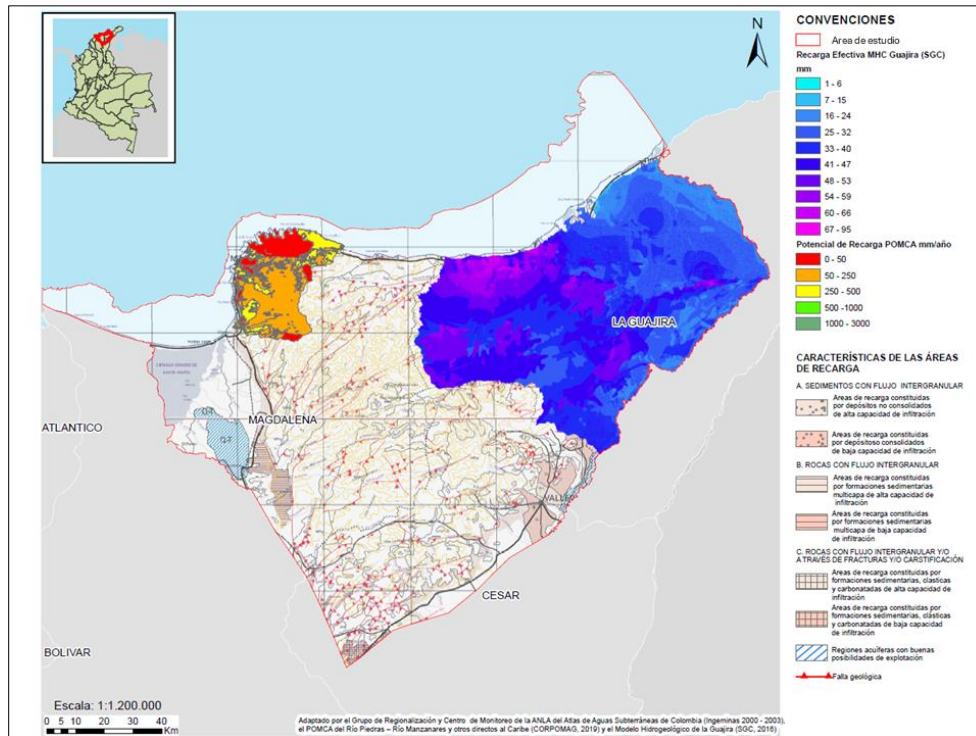 N
LA GUAJIRA
MAGDALENA
ATLANTICO
CESAR
BOLIVAR
Escala: 1:1.200.000
0 5 10 20 30 40
Km
Adaptado por el Grupo de Regionalización y Centro de Monitoreo de la ANLA del Atlas de Aguas Subterráneas de Colombia (Ingeminas 2000 - 2003),
el POMCA del Río Piedras – Río Manzanares y otros directos al Caribe (CORPOMAG, 2019) y el Modelo Hidrogeológico de la Guajira (SGC, 2016)
CONVENCIONES
Area de estudio
Recarga Efectiva MHC Guajira (SGC)
mm
1 - 6
7 - 15
16 - 24
25 - 32
33 - 40
41 - 47
48 - 53
54 - 59
60 - 66
67 - 95
Potencial de Recarga POMCA mm/año
0 - 50
50 - 250
250 - 500
500 -1000
1000 - 3000
CARACTERÍSTICAS DE LAS ÁREAS
DE RECARGA
A. SEDIMENTOS CON FLUJO INTERGRANULAR
Areas de recarga constituidas
por depósitos no consolidados
de alta capacidad de infiltración
Areas de recarga constituidas
por depósitoso consolidados
de baja capacidad de
infiltración
B. ROCAS CON FLUJO INTERGRANULAR
Areas de recarga constituidas
por formaciones sedimentarias
multicapa de alta capacidad de
infiltración
Areas de recarga constituidas
por formaciones sedimentarias
multicapa de baja capacidad
de infiltración
C. ROCAS CON FLUJO INTERGRANULAR Y/O
A TRAVÉS DE FRACTURAS Y/O CARSTIFICACIÓN
Areas de recarga constituidas por
formaciones sedimentarias, clasticas
y carbonatadas de alta capacidad de
infiltración
Areas de recarga constituidas por
formaciones sedimentarias, clásticas
y carbonatadas de baja capacidad
de infiltración
Regiones acuíferas con buenas
posibilidades de explotación
Falla geológica